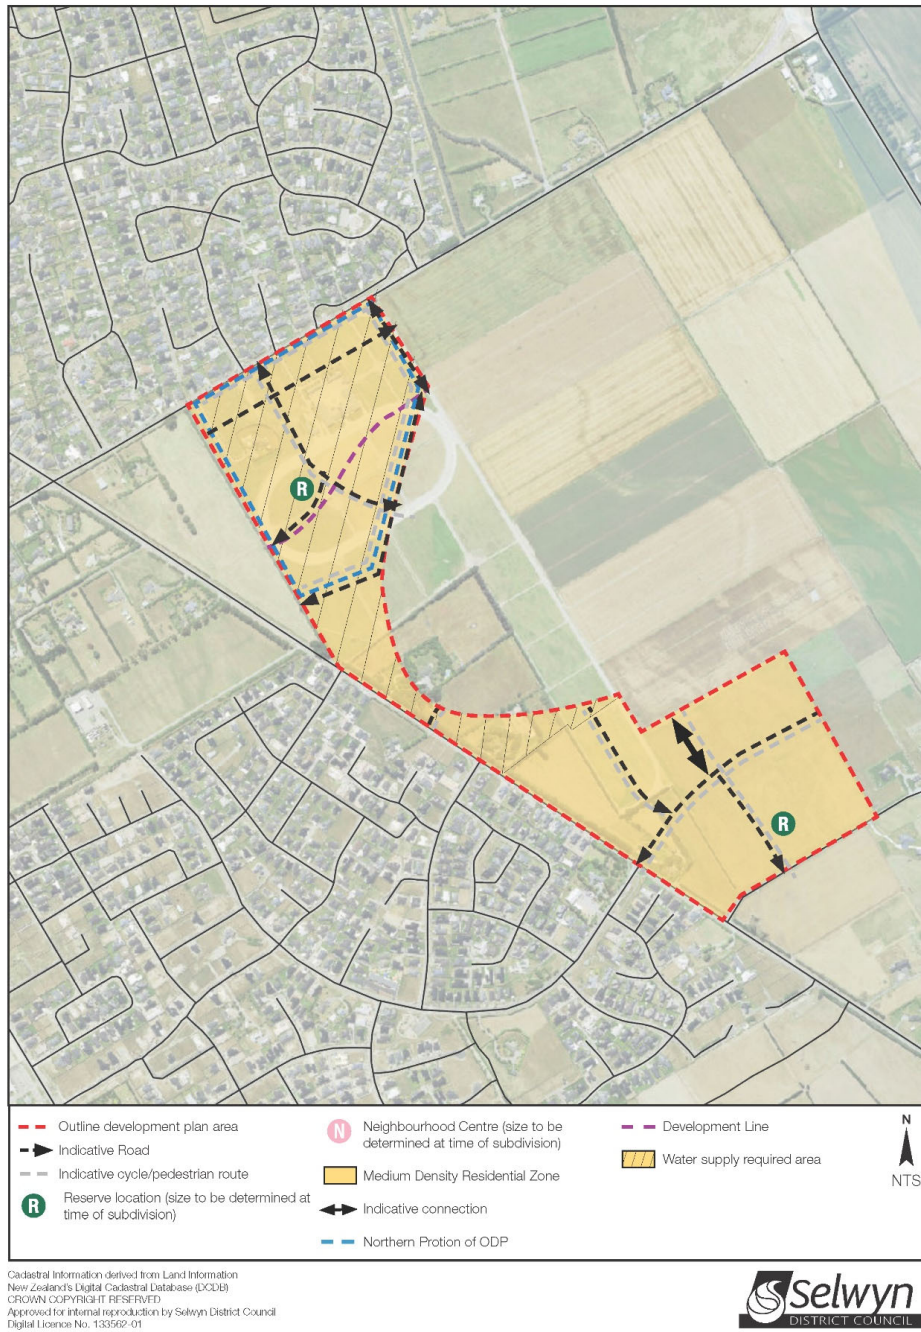 R
R
Outline development plan area
Indicative Road
Indicative cycle/pedestrian route
R
Reserve location (size to be determined at
time of subdivision)
N
Neighbourhood Centre (size to be
determined at time of subdivision)
Medium Density Residential Zone
Indicative connection
Northern Protion of ODP
Development Line
Water supply required area
N
NTS
Cadastral Information derived from Land Information
New Zealand's Digital Cadastral Database (DCDB)
CROWN COPYRIGHT RESERVED
Approved for internal reproduction by Selwyn District Council
Digital Licence No. 133562-01
Selwyn
DISTRICT COUNCIL